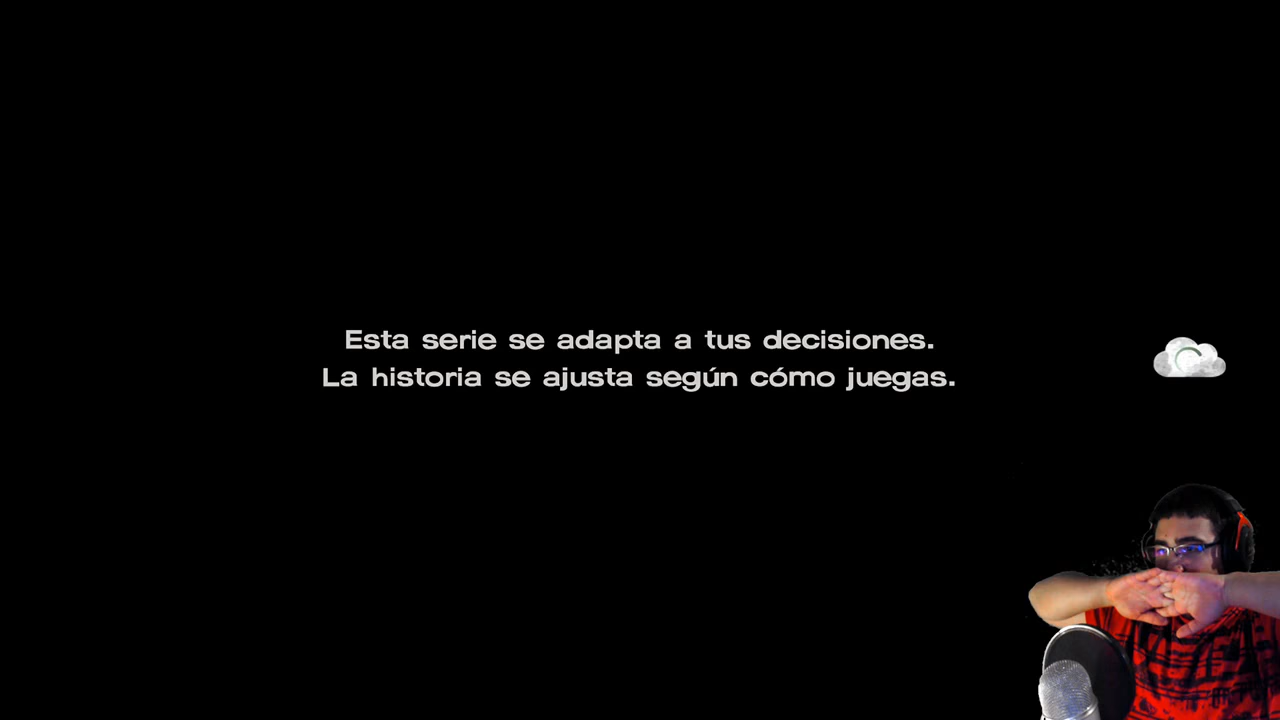 Esta serie se adapta a tus decisiones.
La historia se ajusta según cómo juegas.